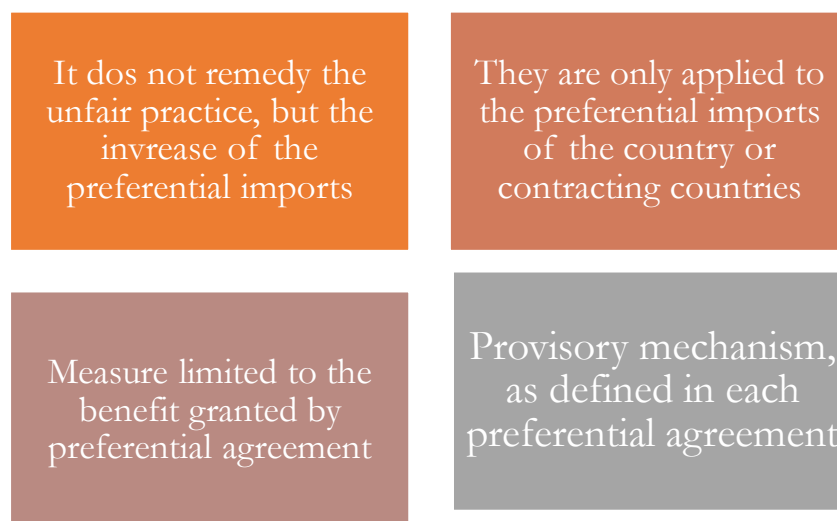 It dos not remedy the
unfair practice, but the
invrease of the
preferential imports
They are only applied to
the preferential imports
of the country or
contracting countries
Measure limited to the
benefit granted by
preferential agreement
Provisory mechanism,
as defined in each
preferential agreement